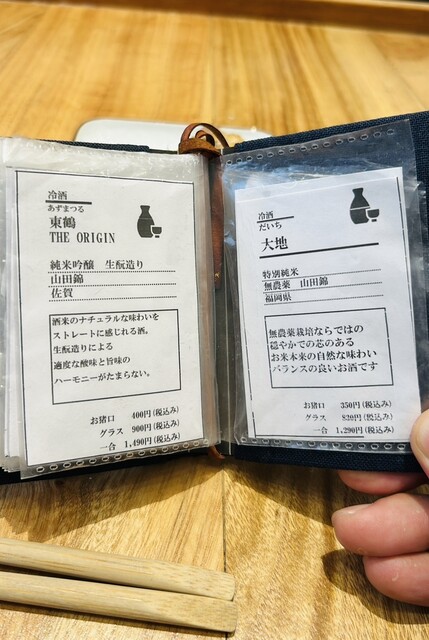 冷酒
あずまつる
東鶴
THE ORIGIN
純米吟醸 生酛造り
山田錦
佐賀
酒米のナチュラルな味わいを
ストレートに感じれる酒。
生酛造りによる
適度な酸味と旨味の
ハーモニーがたまらない。
お猪口 400円(税込み)
グラス 900円(税込み)
一合 1,490円(税込み)
冷酒
だいち
大地
特別純米
無農薬 山田錦
福岡県
無農薬栽培ならではの
穏やかでの芯のある
お米本来の自然な味わい
バランスの良いお酒です
お猪口 350円(税込み)
グラス 820円(税込み)
一合 1,290円(税込み)